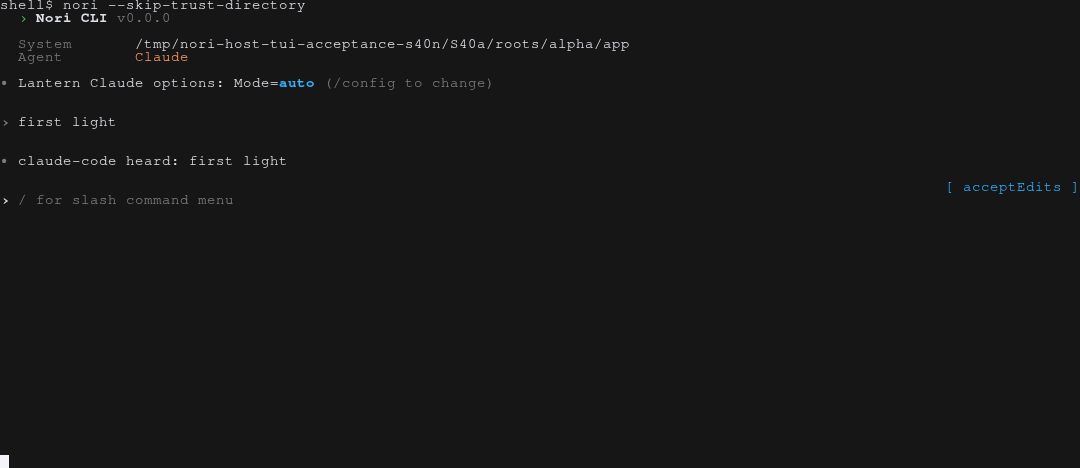 shell$ nori --skip-trust-directory
› Nori CLI v0.0.0
System /tmp/nori-host-tui-acceptance-s40n/S40a/roots/alpha/app
Agent Claude
• Lantern Claude options: Mode=auto (/config to change)
› first light
• claude-code heard: first light
[ acceptEdits ]
› / for slash command menu